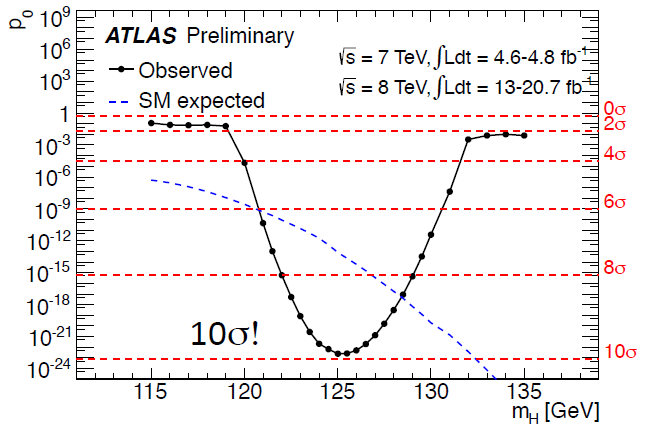 p₀
ATLAS Preliminary
√s = 7 TeV, ∫Ldt = 4.6-4.8 fb⁻¹
√s = 8 TeV, ∫Ldt = 13-20.7 fb⁻¹
Observed
SM expected
10⁹
10⁶
10³
1
10⁻³
10⁻⁶
10⁻⁹
10⁻¹²
10⁻¹⁵
10⁻¹⁸
10⁻²¹
10⁻²⁴
0σ
2σ
4σ
6σ
8σ
10σ
10σ!
115 120 125 130 135
m_H [GeV]